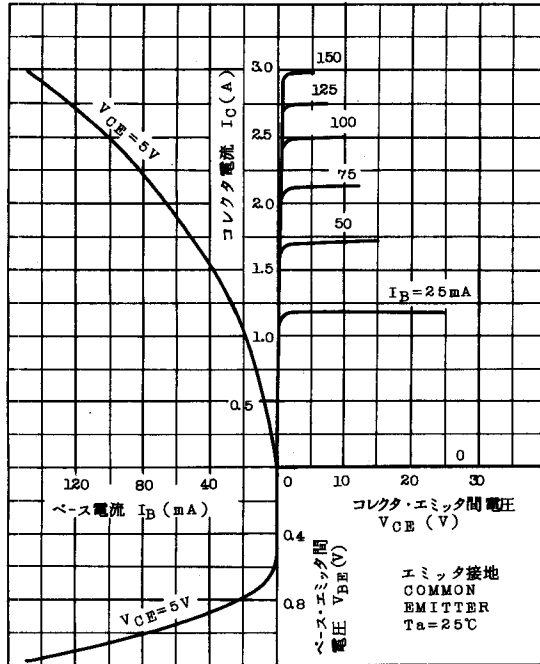 コレクタ電流 IC(A)
3.0
2.5
2.0
1.5
1.0
0.5
150
125
100
75
50
IB=25mA
0
VCE=5V
120 80 40
ベース電流 IB(mA)
0 10 20 30
コレクタ・エミッタ間電圧
VCE (V)
0.4
0.8
ベース・エミッタ間
電圧 VBE(V)
VCE=5V
エミッタ接地
COMMON
EMITTER
Ta=25℃